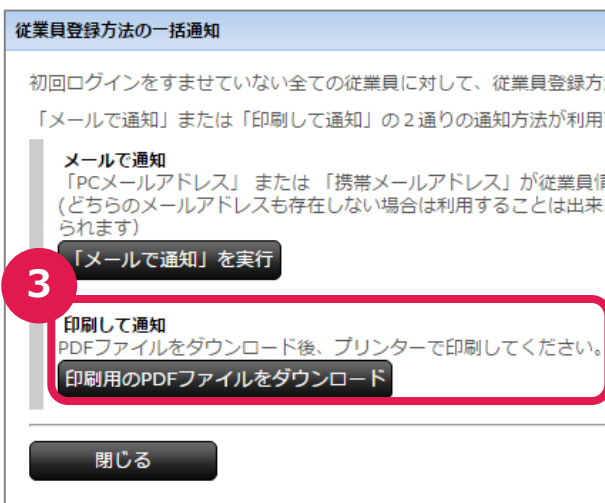 従業員登録方法の一括通知
初回ログインをすませていない全ての従業員に対して、従業員登録方
「メールで通知」または「印刷して通知」の2通りの通知方法が利用
メールで通知
「PCメールアドレス」 または 「携帯メールアドレス」が従業員
(どちらのメールアドレスも存在しない場合は利用することは出来
られます)
「メールで通知」を実行
3
印刷して通知
PDFファイルをダウンロード後、プリンターで印刷してください。
印刷用のPDFファイルをダウンロード
閉じる